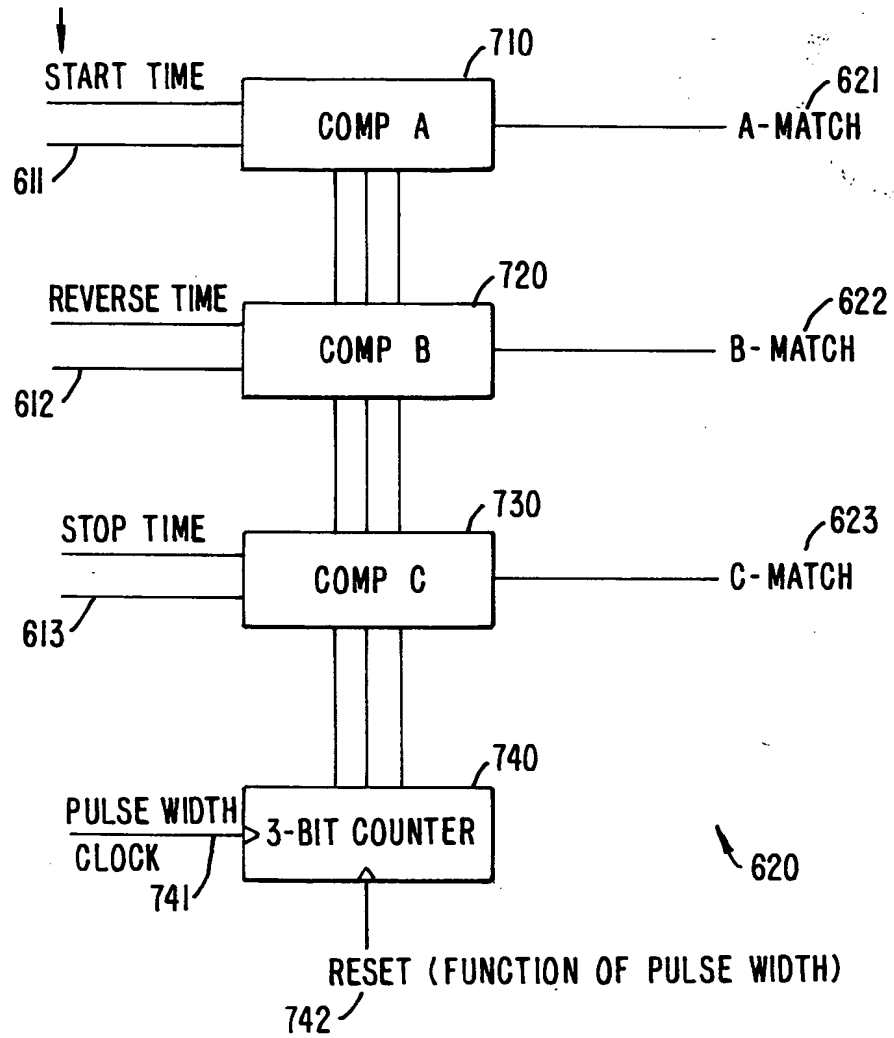 710
START TIME
COMP A
621
A-MATCH
611
720
REVERSE TIME
COMP B
622
B-MATCH
612
730
STOP TIME
COMP C
623
C-MATCH
613
740
PULSE WIDTH
CLOCK
741
3-BIT COUNTER
620
RESET (FUNCTION OF PULSE WIDTH)
742